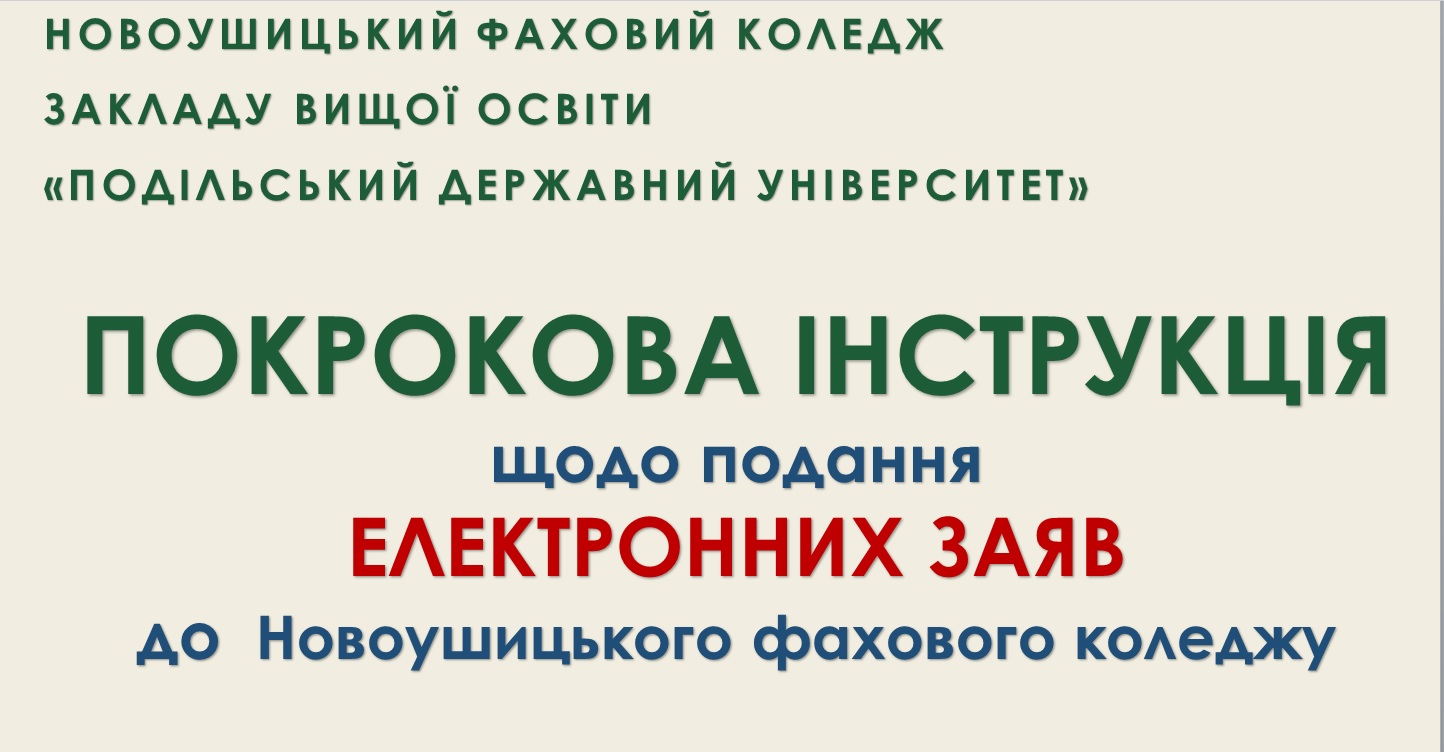 НОВОУШИЦЬКИЙ ФАХОВИЙ КОЛЕДЖ
ЗАКЛАДУ ВИЩОЇ ОСВІТИ
«ПОДІЛЬСЬКИЙ ДЕРЖАВНИЙ УНІВЕРСИТЕТ»
ПОКРОКОВА ІНСТРУКЦІЯ
щодо подання
ЕЛЕКТРОННИХ ЗАЯВ
до Новоушицького фахового коледжу